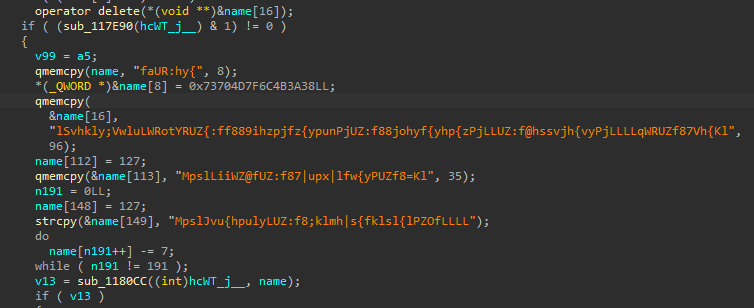 operator delete(*(void **)&name[16]);
if ( (sub_117E90(hcWT_j__) & 1) != 0 )
{
v99 = a5;
qmemcpy(name, "faUR:hy{", 8);
*(_QWORD *)&name[8] = 0x73704D7F6C4B3A38LL;
qmemcpy(
&name[16],
"lSvhkly;VwluLWRotYRUZ{:ff889ihzpjfz{ypunPjUZ:f88johyf{yhp{zPjLLUZ:f@hssvjh{vyPjLLLLqWRUZf87Vh{Kl",
96);
name[112] = 127;
qmemcpy(&name[113], "MpslLiiWZ@fUZ:f87|upx|lfw{yPUZf8=Kl", 35);
n191 = 0LL;
name[148] = 127;
strcpy(&name[149], "MpslJvu{hpulyLUZ:f8;klmh|s{fklsl{lPZOfLLLL");
do
name[n191++] -= 7;
while ( n191 != 191 );
v13 = sub_1180CC((int)hcWT_j__, name);
if ( v13 )